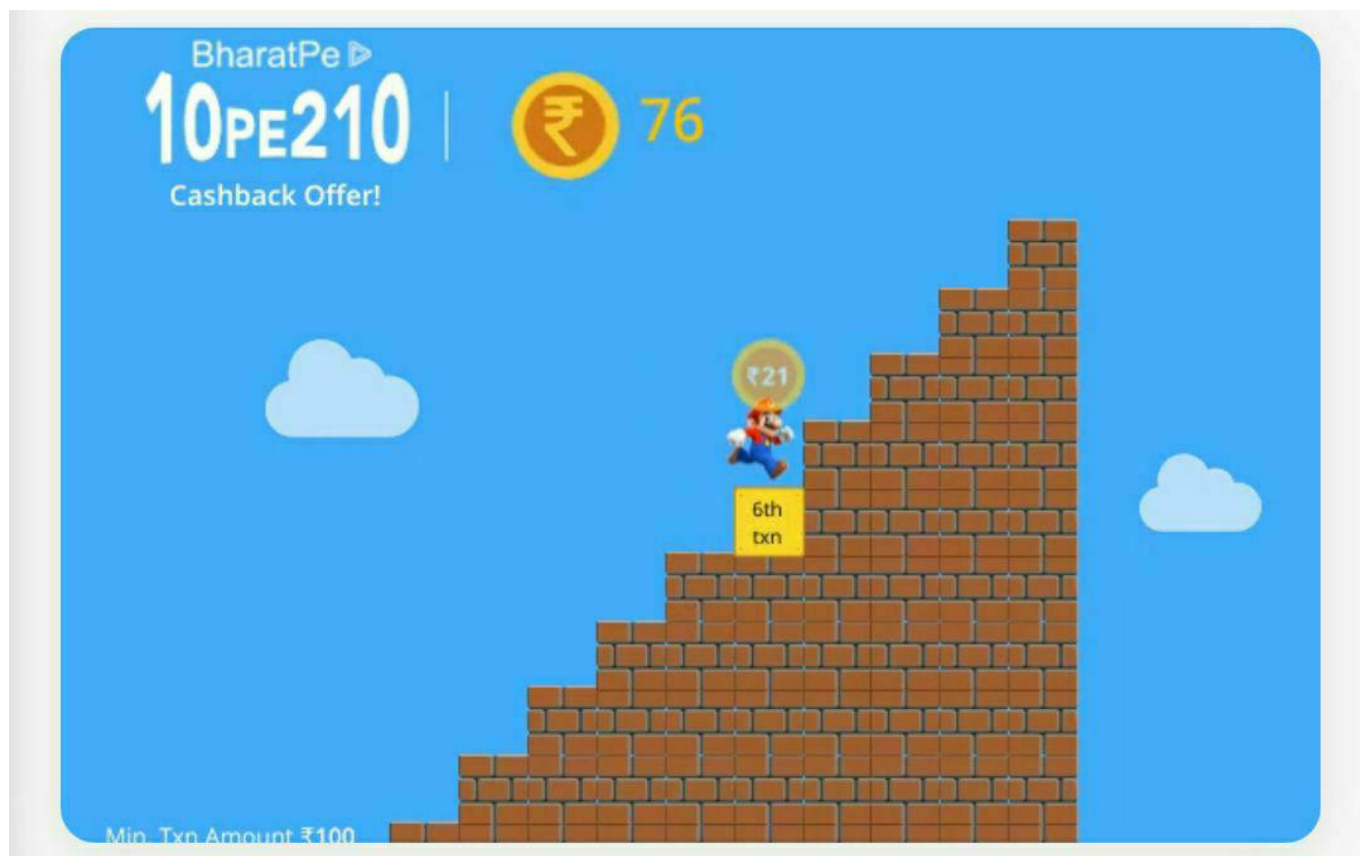 BharatPe
10PE210
Cashback Offer!
₹ 76
₹21
6th
txn
Min. Txn Amount ₹100